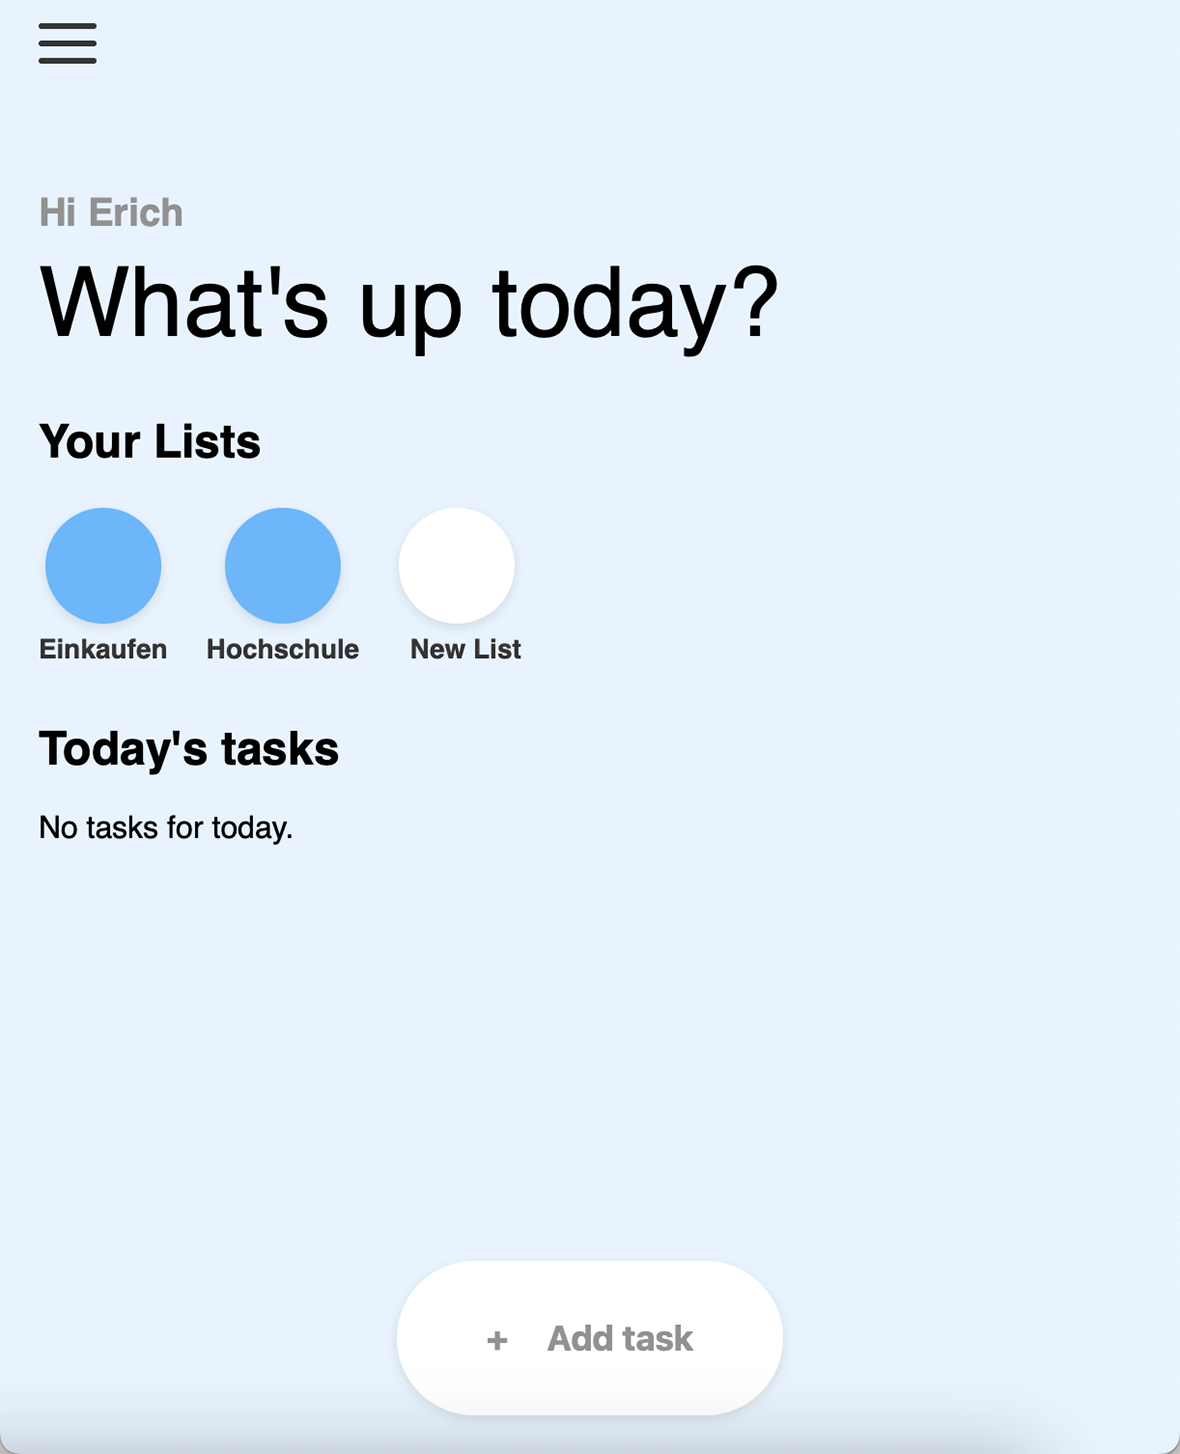 Hi Erich
What's up today?
Your Lists
Einkaufen Hochschule New List
Today's tasks
No tasks for today.
+ Add task